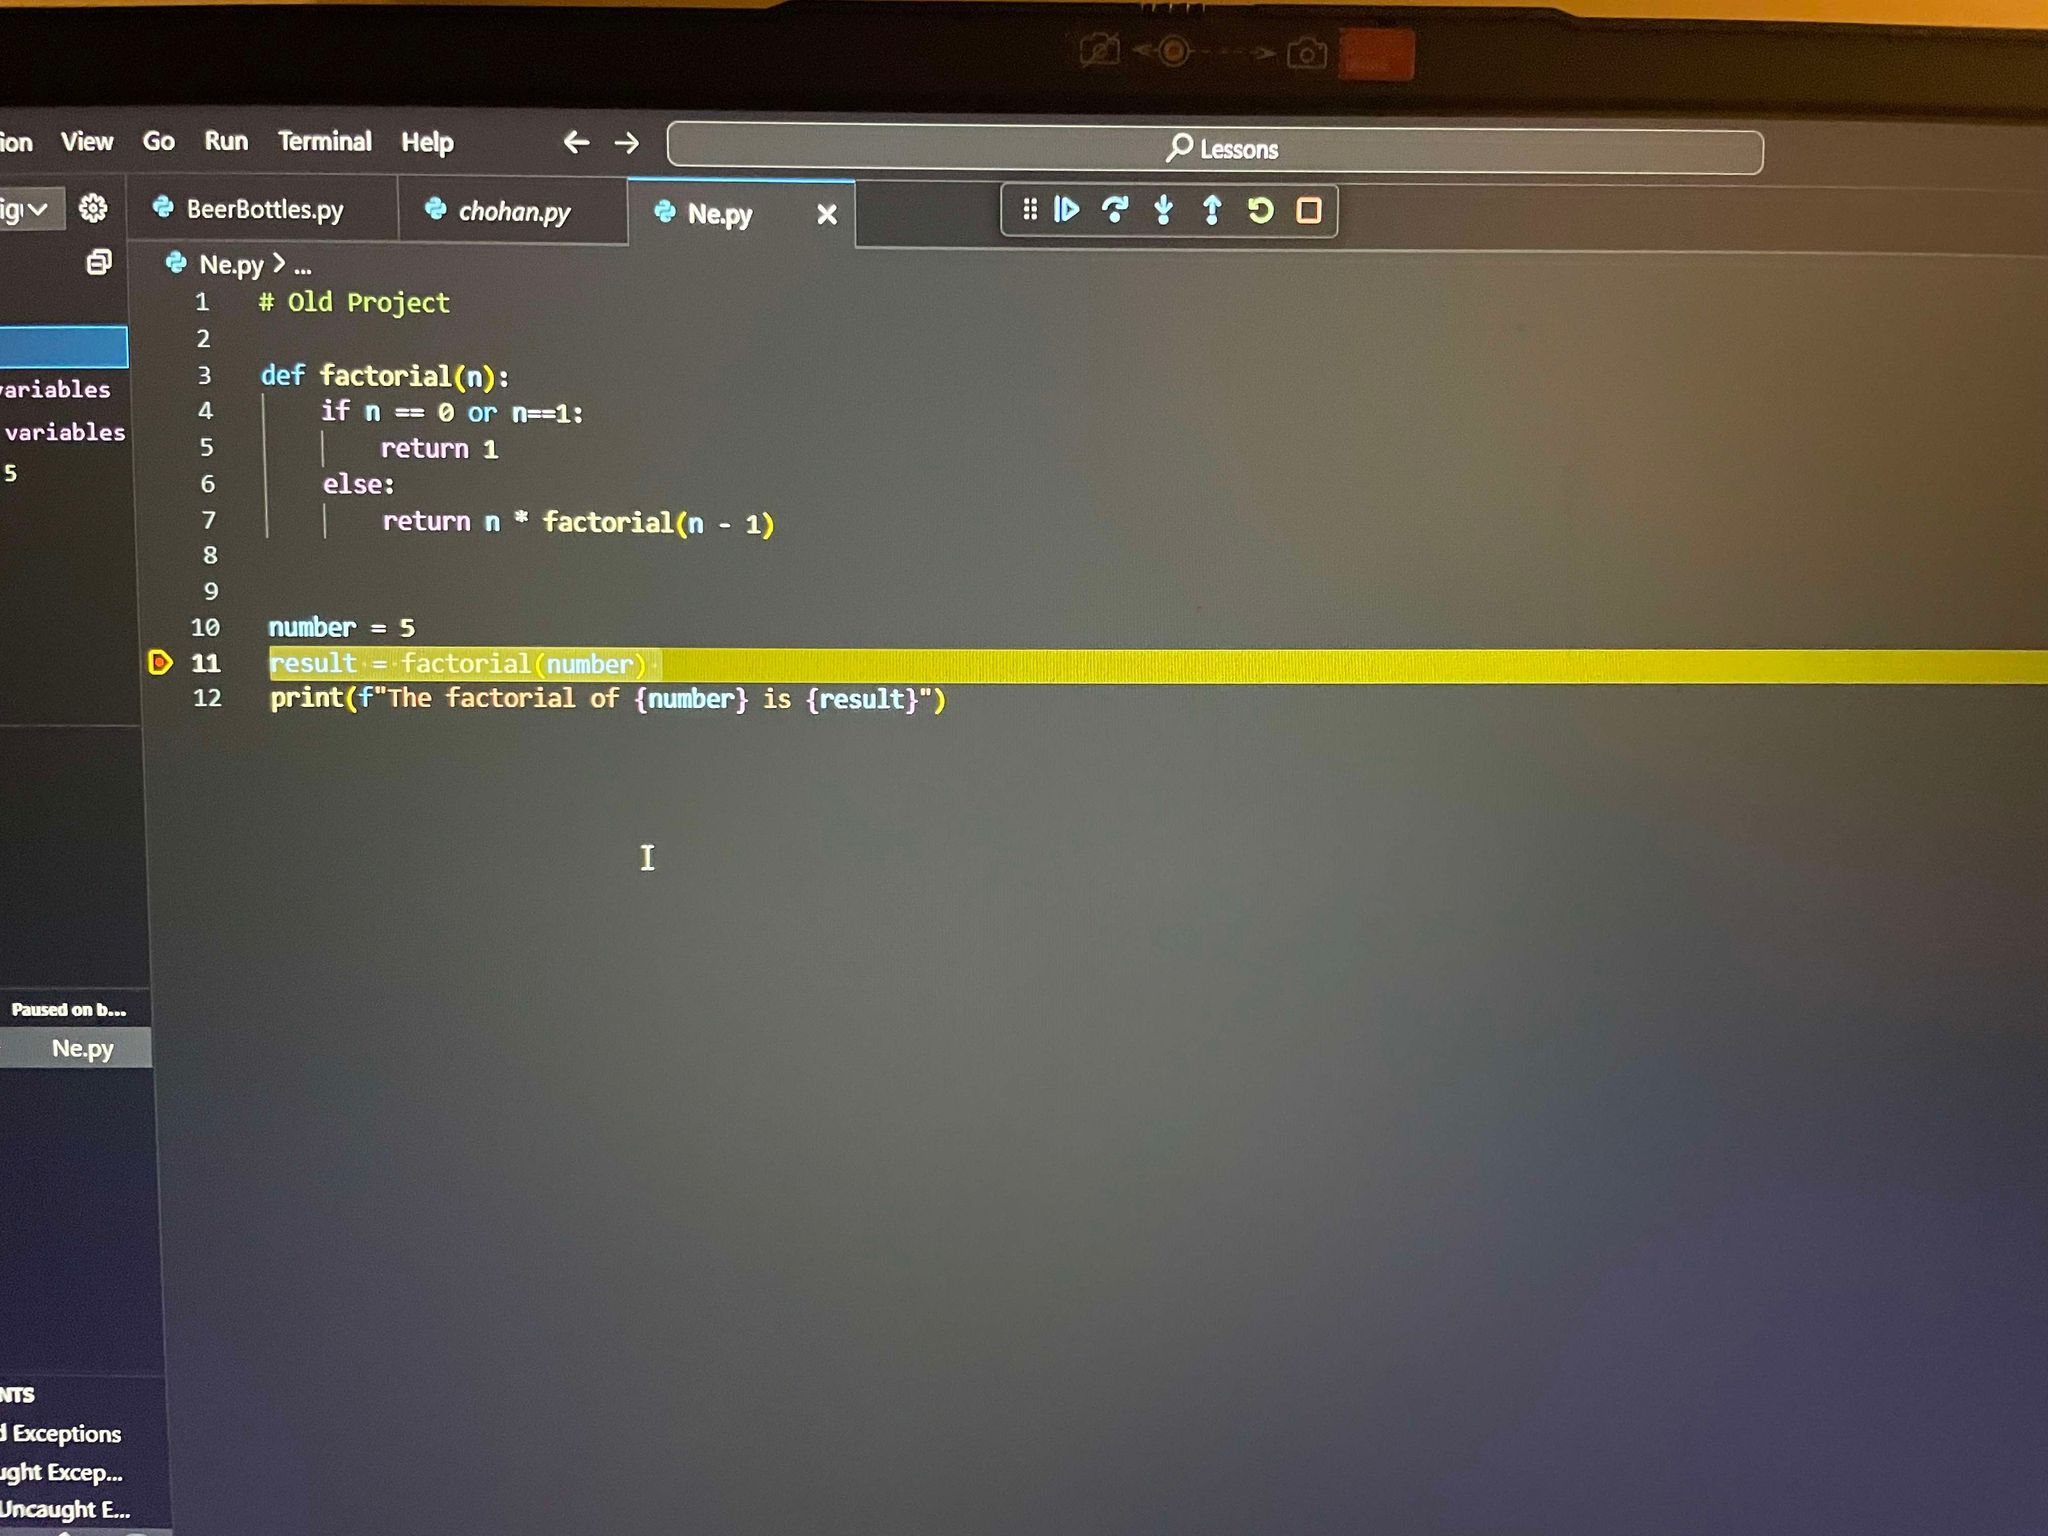 View Go Run Terminal Help Lessons
BeerBottles.py chohan.py Ne.py
Ne.py > ...
1 # Old Project
2
3 def factorial(n):
4 if n == 0 or n==1:
5 return 1
6 else:
7 return n * factorial(n - 1)
8
9
10 number = 5
11 result = factorial(number)
12 print(f"The factorial of {number} is {result}")
variables
variables
5
Paused on b...
Ne.py
NTS
d Exceptions
ught Excep...
Uncaught E...